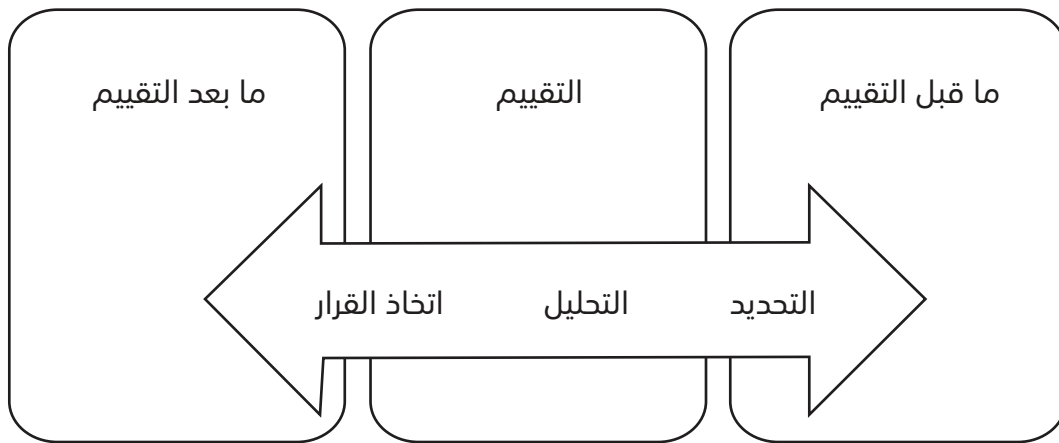 ما قبل التقييم
التقييم
ما بعد التقييم
التحديد
التحليل
اتخاذ القرار